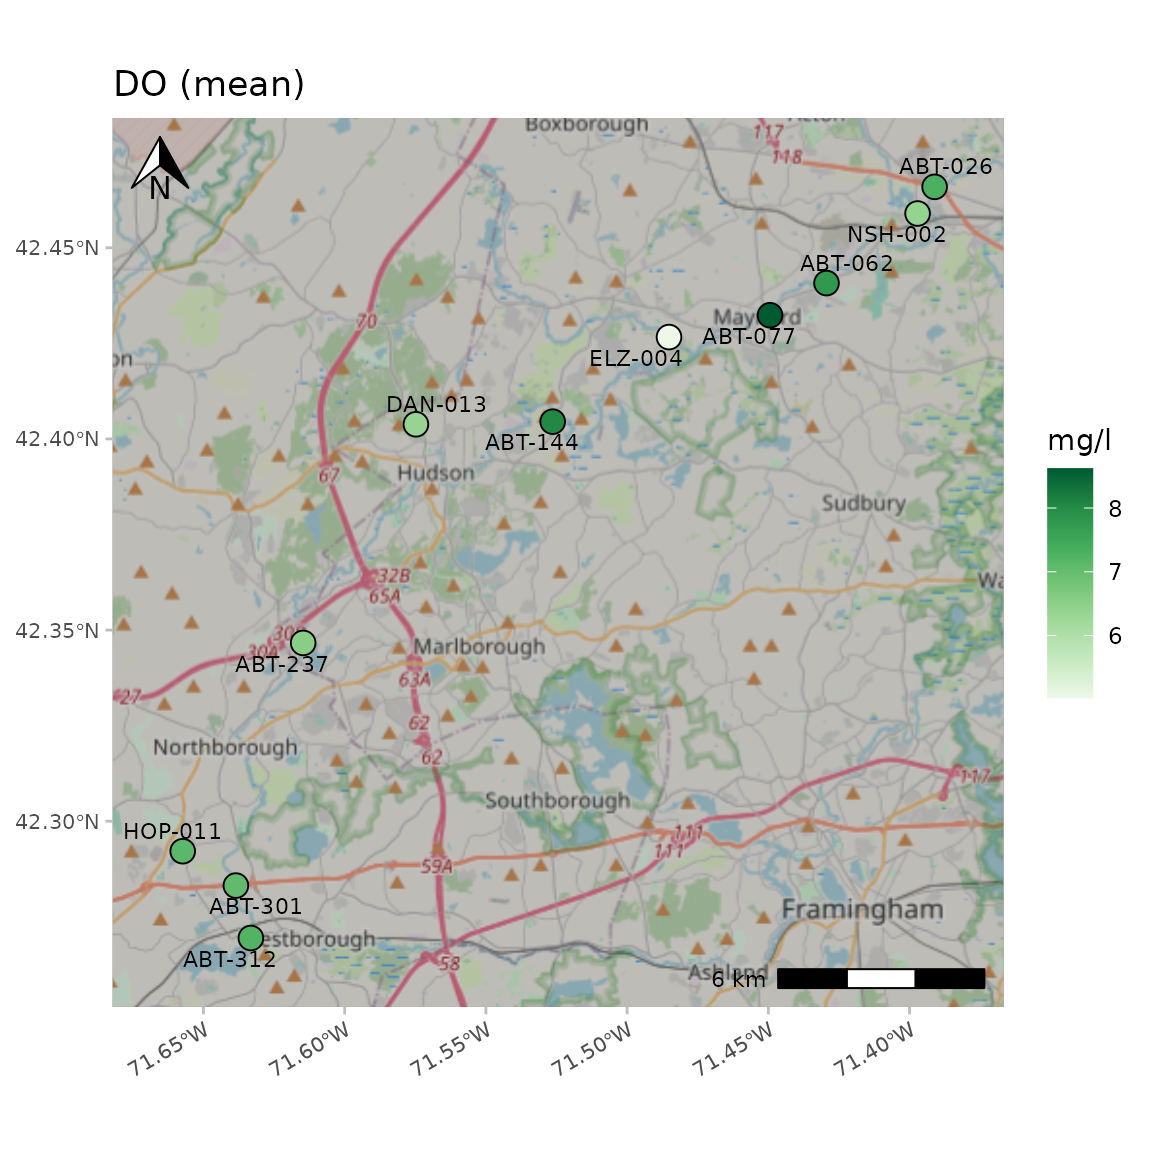 DO (mean)
Boxborough
Acton
117
118
N
ABT-026
NSH-002
42.45°N
ABT-062
70
ABT-077
ELZ-004
DAN-013
42.40°N
ABT-144
67
Hudson
mg/l
8
7
6
Sudbury
32B
65A
42.35°N
30A
ABT-237
Marlborough
63A
27
62
Northborough
62
117
Southborough
42.30°N
HOP-011
111
111
59A
ABT-301
Framingham
ABT-312
58
Ashland
6 km
71.65°W
71.60°W
71.55°W
71.50°W
71.45°W
71.40°W